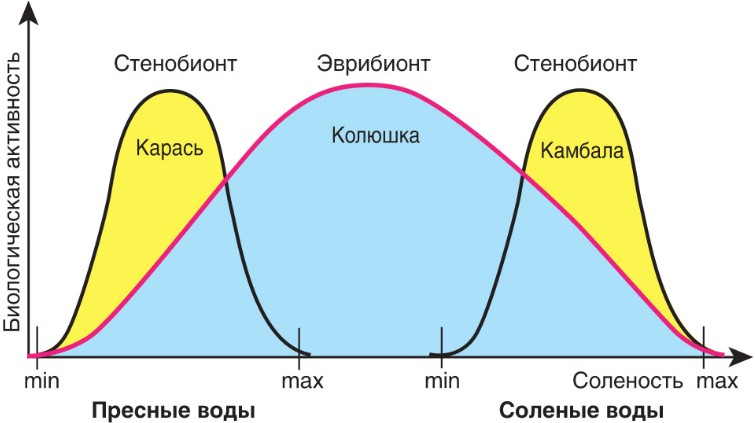 Биологическая активность
Стенобионт
Эврибионт
Стенобионт
Карась
Колюшка
Камбала
min
max
min
Соленость
max
Пресные воды
Соленые воды